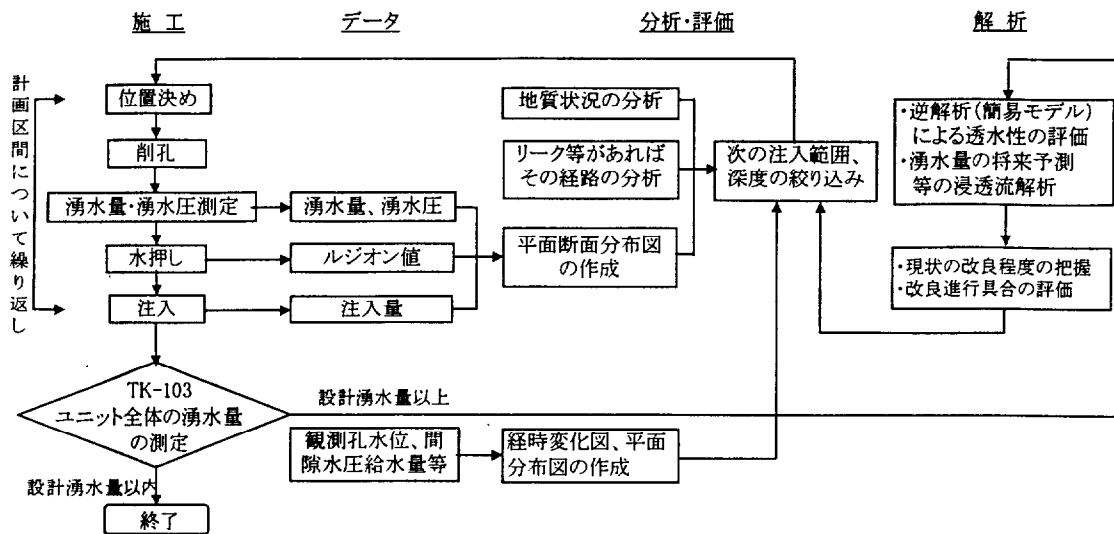 施 工
データ
分析・評価
解 析
計画区間について繰り返し
位置決め
削孔
湧水量・湧水圧測定
水押し
注入
湧水量、湧水圧
ルジオン値
注入量
地質状況の分析
リーク等があれば
その経路の分析
平面断面分布図
の作成
次の注入範囲、
深度の絞り込み
・逆解析(簡易モデル)
による透水性の評価
・湧水量の将来予測
等の浸透流解析
・現状の改良程度の把握
・改良進行具合の評価
TK-103
ユニット全体の湧水量
の測定
設計湧水量以上
観測孔水位、間
隙水圧給水量等
経時変化図、平面
分布図の作成
設計湧水量以内
終了